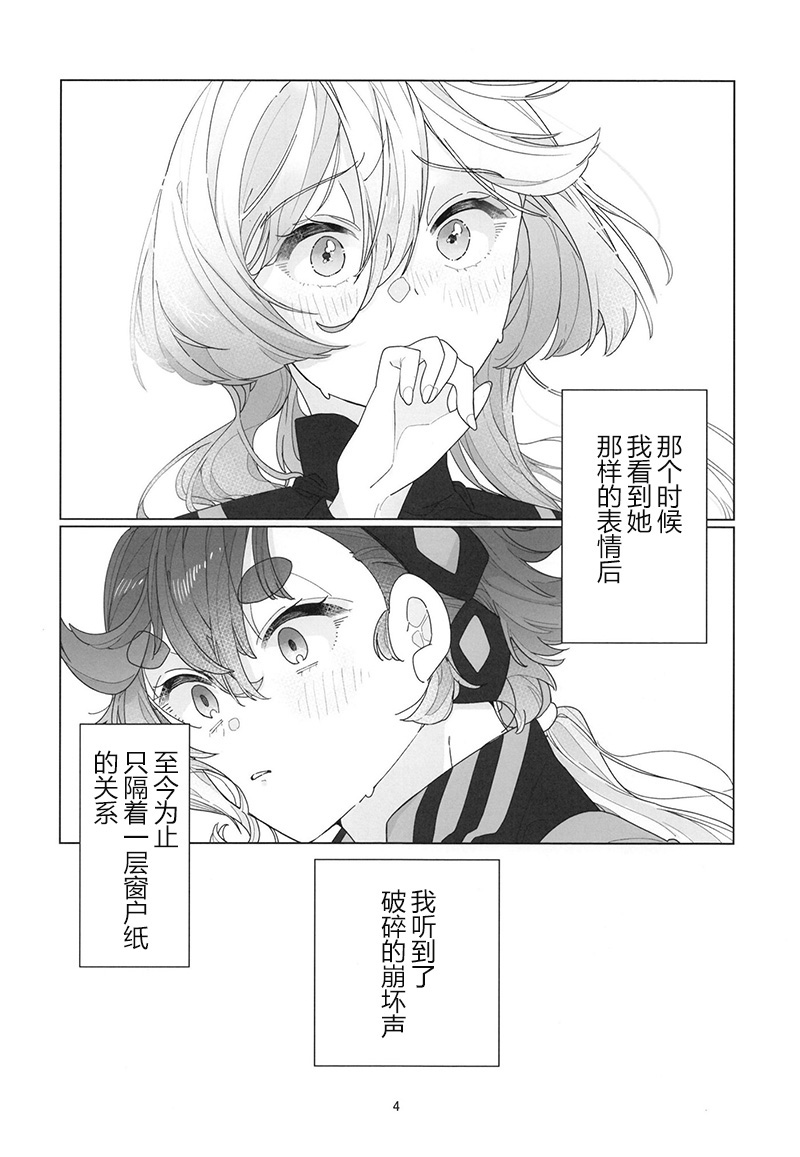 那个时候
我看到她
那样的表情后
至今为止
只隔着一层窗户纸
的关系
我听到了
破碎的崩坏声
4